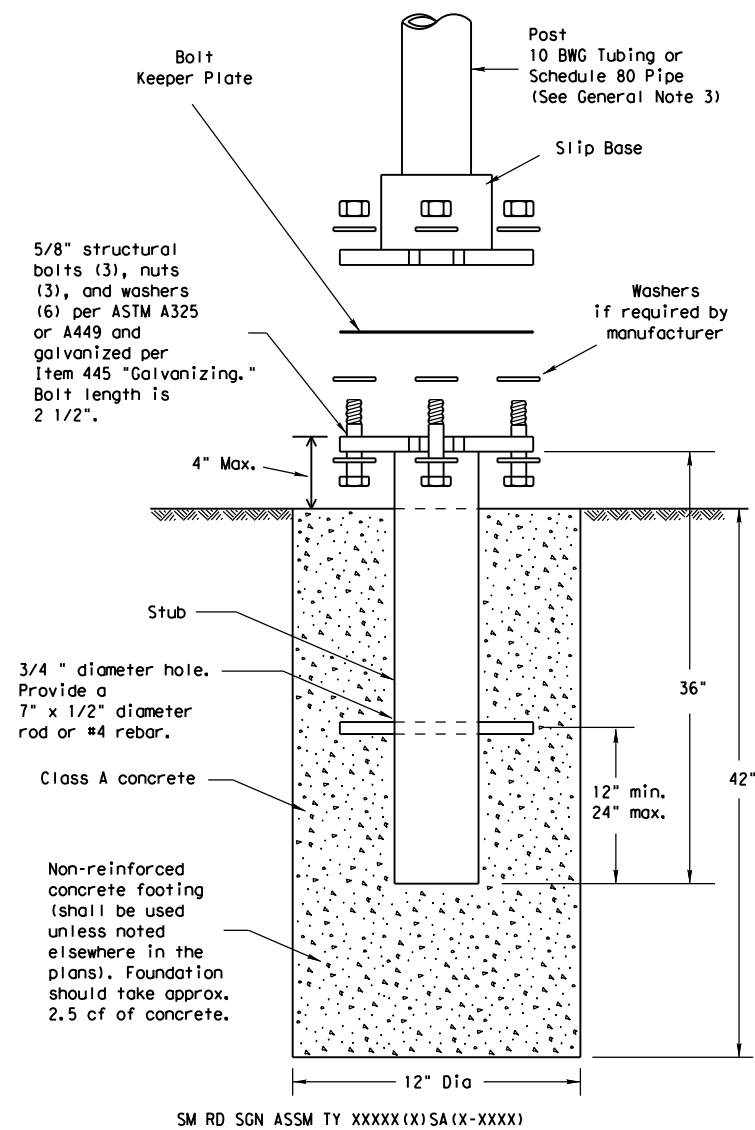 Bolt
Keeper Plate
Post
10 BWG Tubing or
Schedule 80 Pipe
(See General Note 3)
Slip Base
5/8" structural
bolts (3), nuts
(3), and washers
(6) per ASTM A325
or A449 and
galvanized per
Item 445 "Galvanizing."
Bolt length is
2 1/2".
Washers
if required by
manufacturer
4" Max.
Stub
3/4 " diameter hole.
Provide a
7" x 1/2" diameter
rod or #4 rebar.
36"
Class A concrete
42"
12" min.
24" max.
Non-reinforced
concrete footing
(shall be used
unless noted
elsewhere in the
plans). Foundation
should take approx.
2.5 cf of concrete.
12" Dia
SM RD SGN ASSM TY XXXXX(X)SA(X-XXXX)